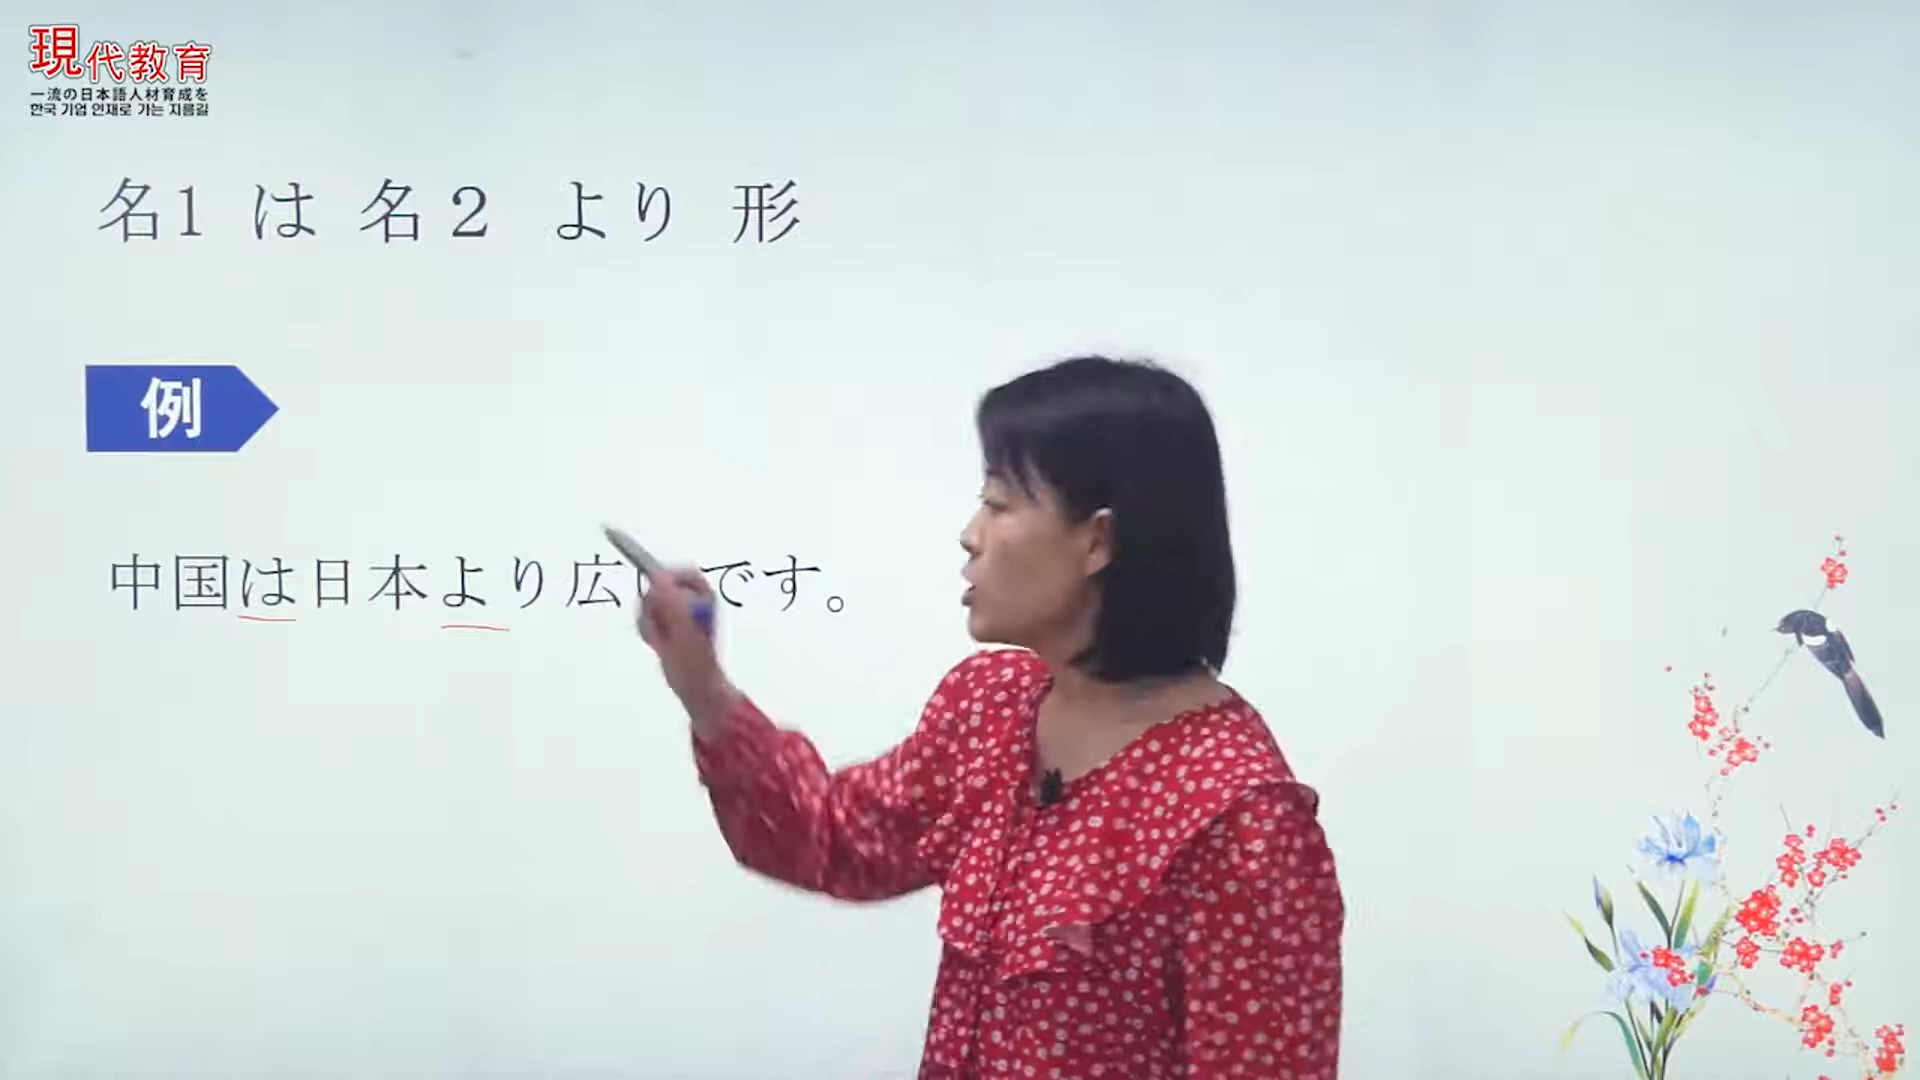 現代教育
一流の日本語人材育成を
한국 기업 인재로 가는 지름길
名1 は 名2 より 形
例
中国は日本より広いです。